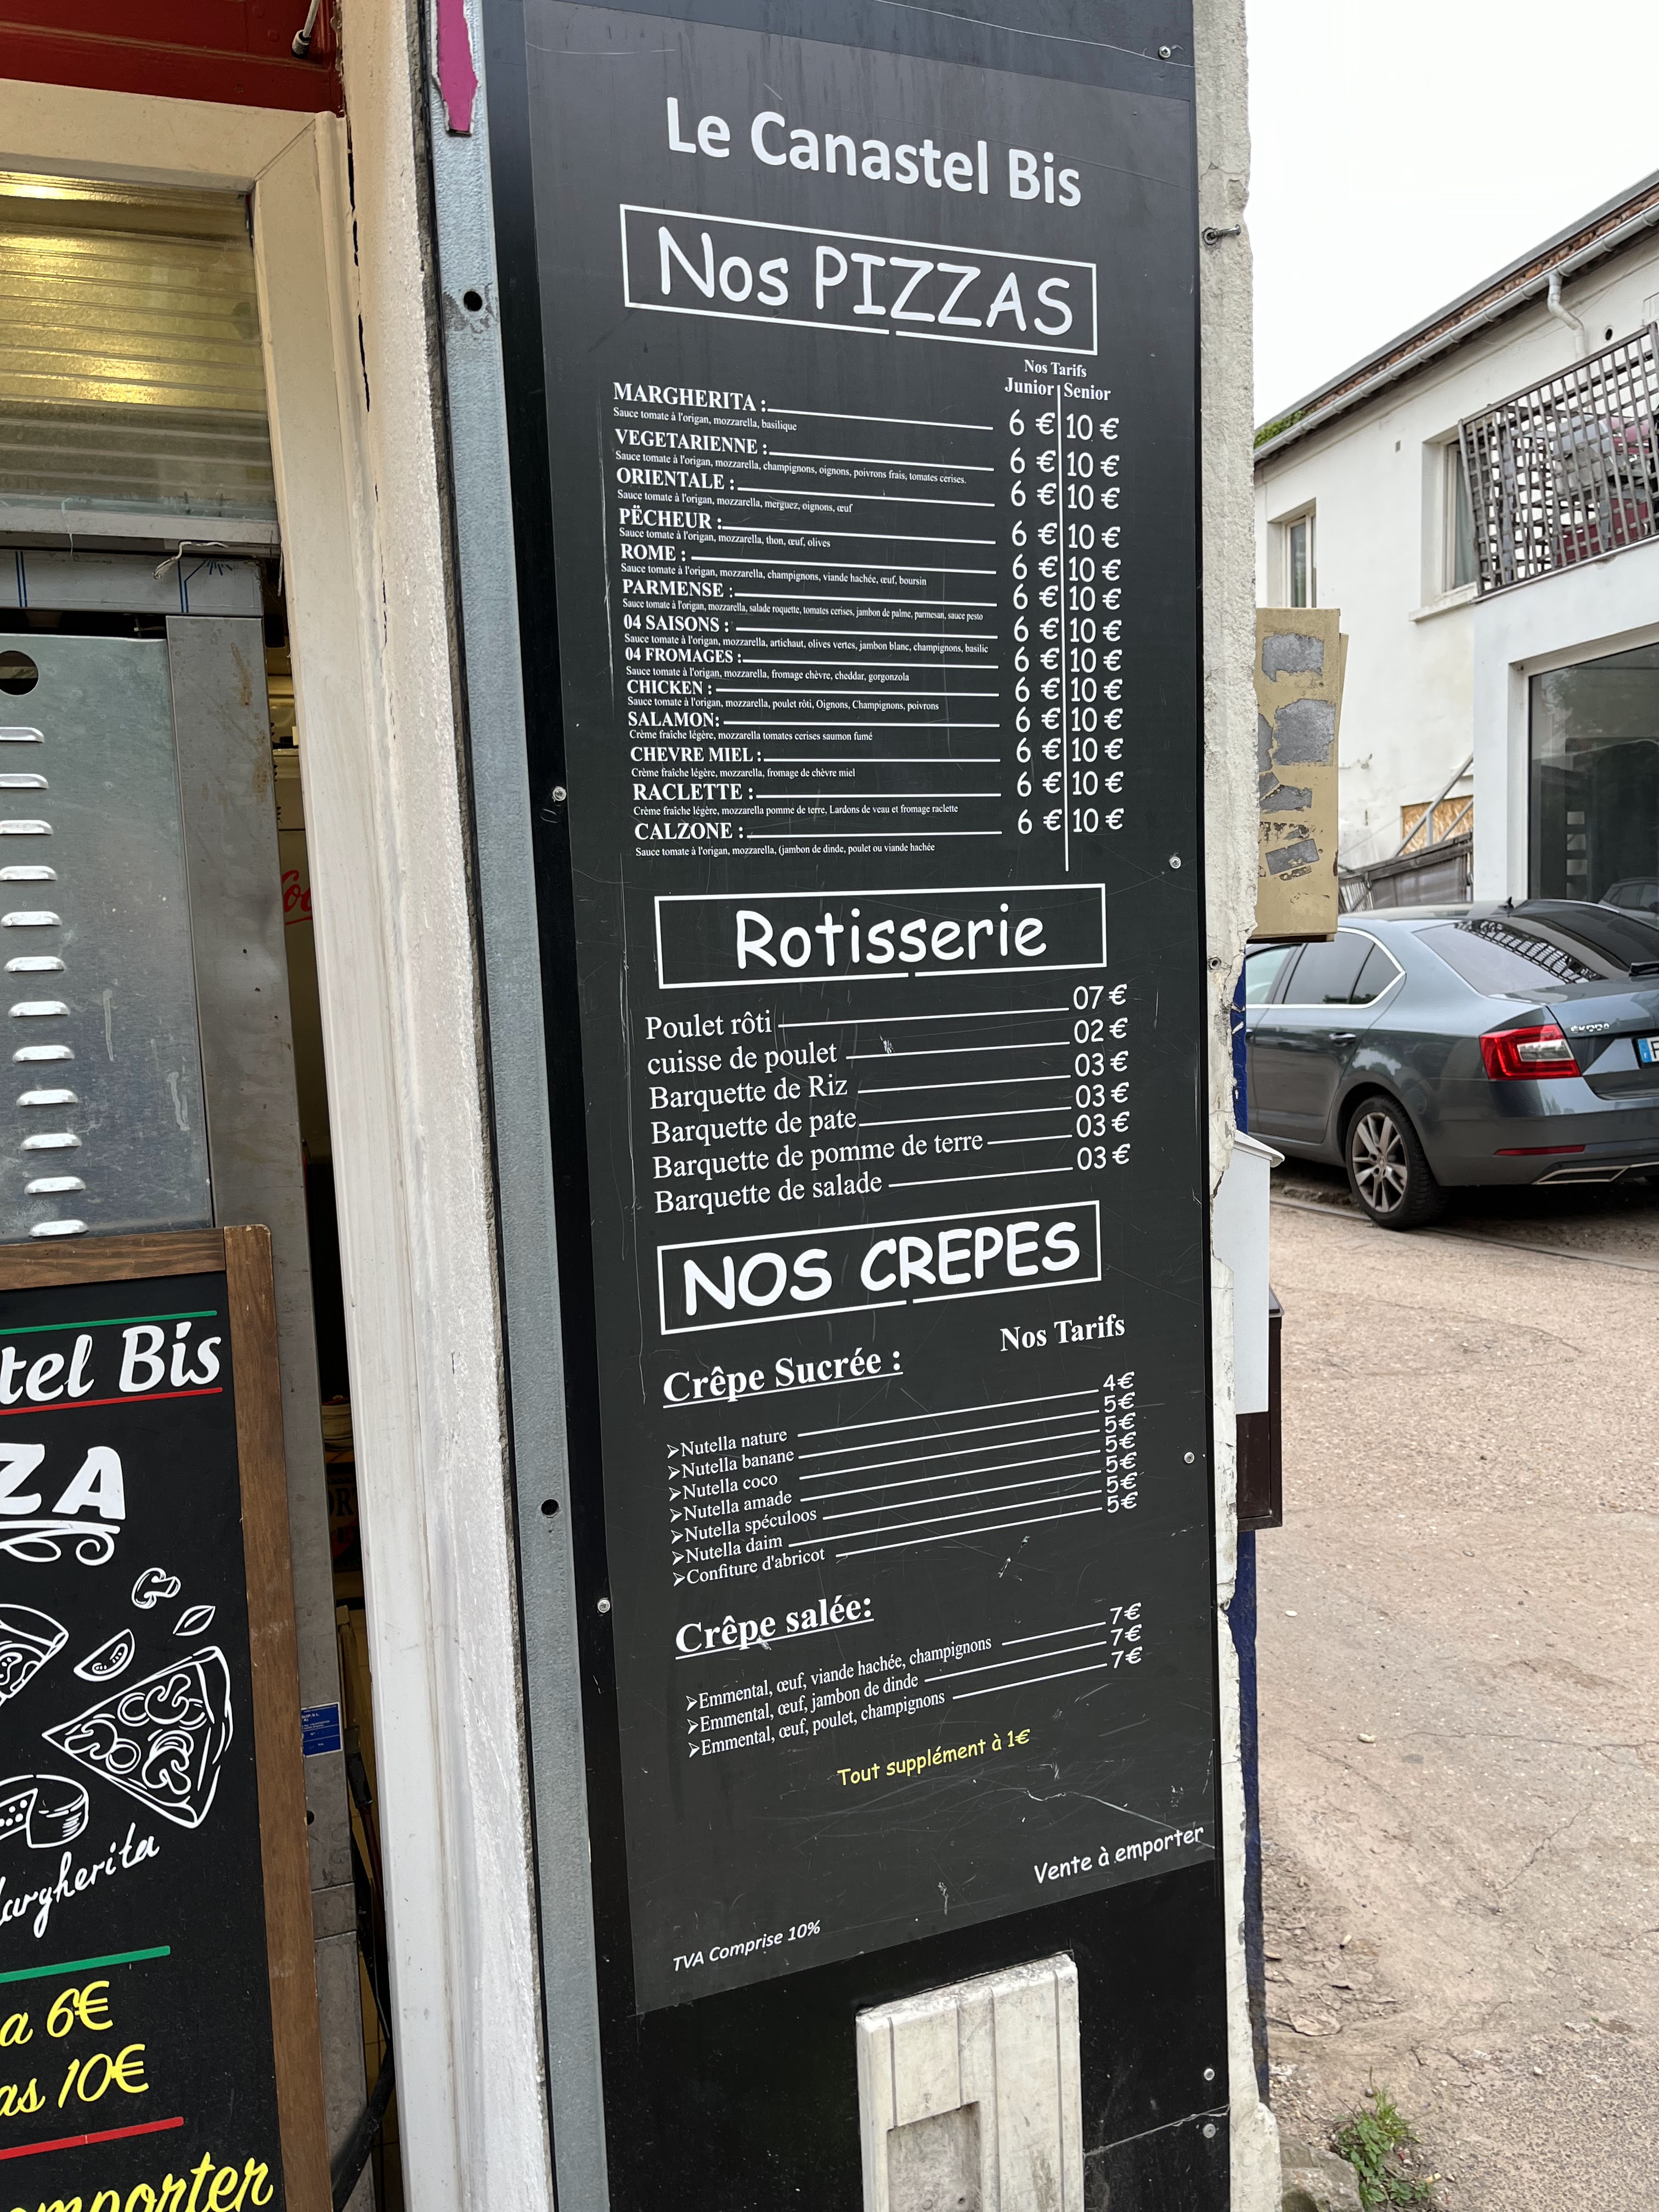 Le Canastel Bis
Nos PIZZAS
Nos Tarifs
Junior Senior
MARGHERITA : 6 € 10 €
Sauce tomate à l'origan, mozzarella, basilique
VEGETARIENNE : 6 € 10 €
Sauce tomate à l'origan, mozzarella, champignons, oignons, poivrons frais, tomates cerises.
ORIENTALE : 6 € 10 €
Sauce tomate à l'origan, mozzarella, merguez, oignons, œuf
PËCHEUR : 6 € 10 €
Sauce tomate à l'origan, mozzarella, thon, œuf, olives
ROME : 6 € 10 €
Sauce tomate à l'origan, mozzarella, champignons, viande hachée, œuf, boursin
PARMENSE : 6 € 10 €
Sauce tomate à l'origan, mozzarella, salade roquette, tomates cerises, jambon de palme, parmesan, sauce pesto
04 SAISONS : 6 € 10 €
Sauce tomate à l'origan, mozzarella, artichaut, olives vertes, jambon blanc, champignons, basilic
04 FROMAGES : 6 € 10 €
Sauce tomate à l'origan, mozzarella, fromage chèvre, cheddar, gorgonzola
CHICKEN : 6 € 10 €
Sauce tomate à l'origan, mozzarella, poulet rôti, Oignons, Champignons, poivrons
SALAMON: 6 € 10 €
Crème fraîche légère, mozzarella tomates cerises saumon fumé
CHEVRE MIEL : 6 € 10 €
Crème fraîche légère, mozzarella, fromage de chèvre miel
RACLETTE : 6 € 10 €
Crème fraîche légère, mozzarella pomme de terre, Lardons de veau et fromage raclette
CALZONE : 6 € 10 €
Sauce tomate à l'origan, mozzarella, (jambon de dinde, poulet ou viande hachée
Rotisserie
Poulet rôti 07 €
cuisse de poulet 02 €
Barquette de Riz 03 €
Barquette de pate 03 €
Barquette de pomme de terre 03 €
Barquette de salade 03 €
NOS CREPES
Nos Tarifs
Crêpe Sucrée :
➢Nutella nature 4€
➢Nutella banane 5€
➢Nutella coco 5€
➢Nutella amade 5€
➢Nutella spéculoos 5€
➢Nutella daim 5€
➢Confiture d'abricot 5€
Crêpe salée:
➢Emmental, œuf, viande hachée, champignons 7€
➢Emmental, œuf, jambon de dinde 7€
➢Emmental, œuf, poulet, champignons 7€
Tout supplément à 1€
Vente à emporter
TVA Comprise 10%
tel Bis
ZA
argherita
a 6€
as 10€
emporter
SKODA